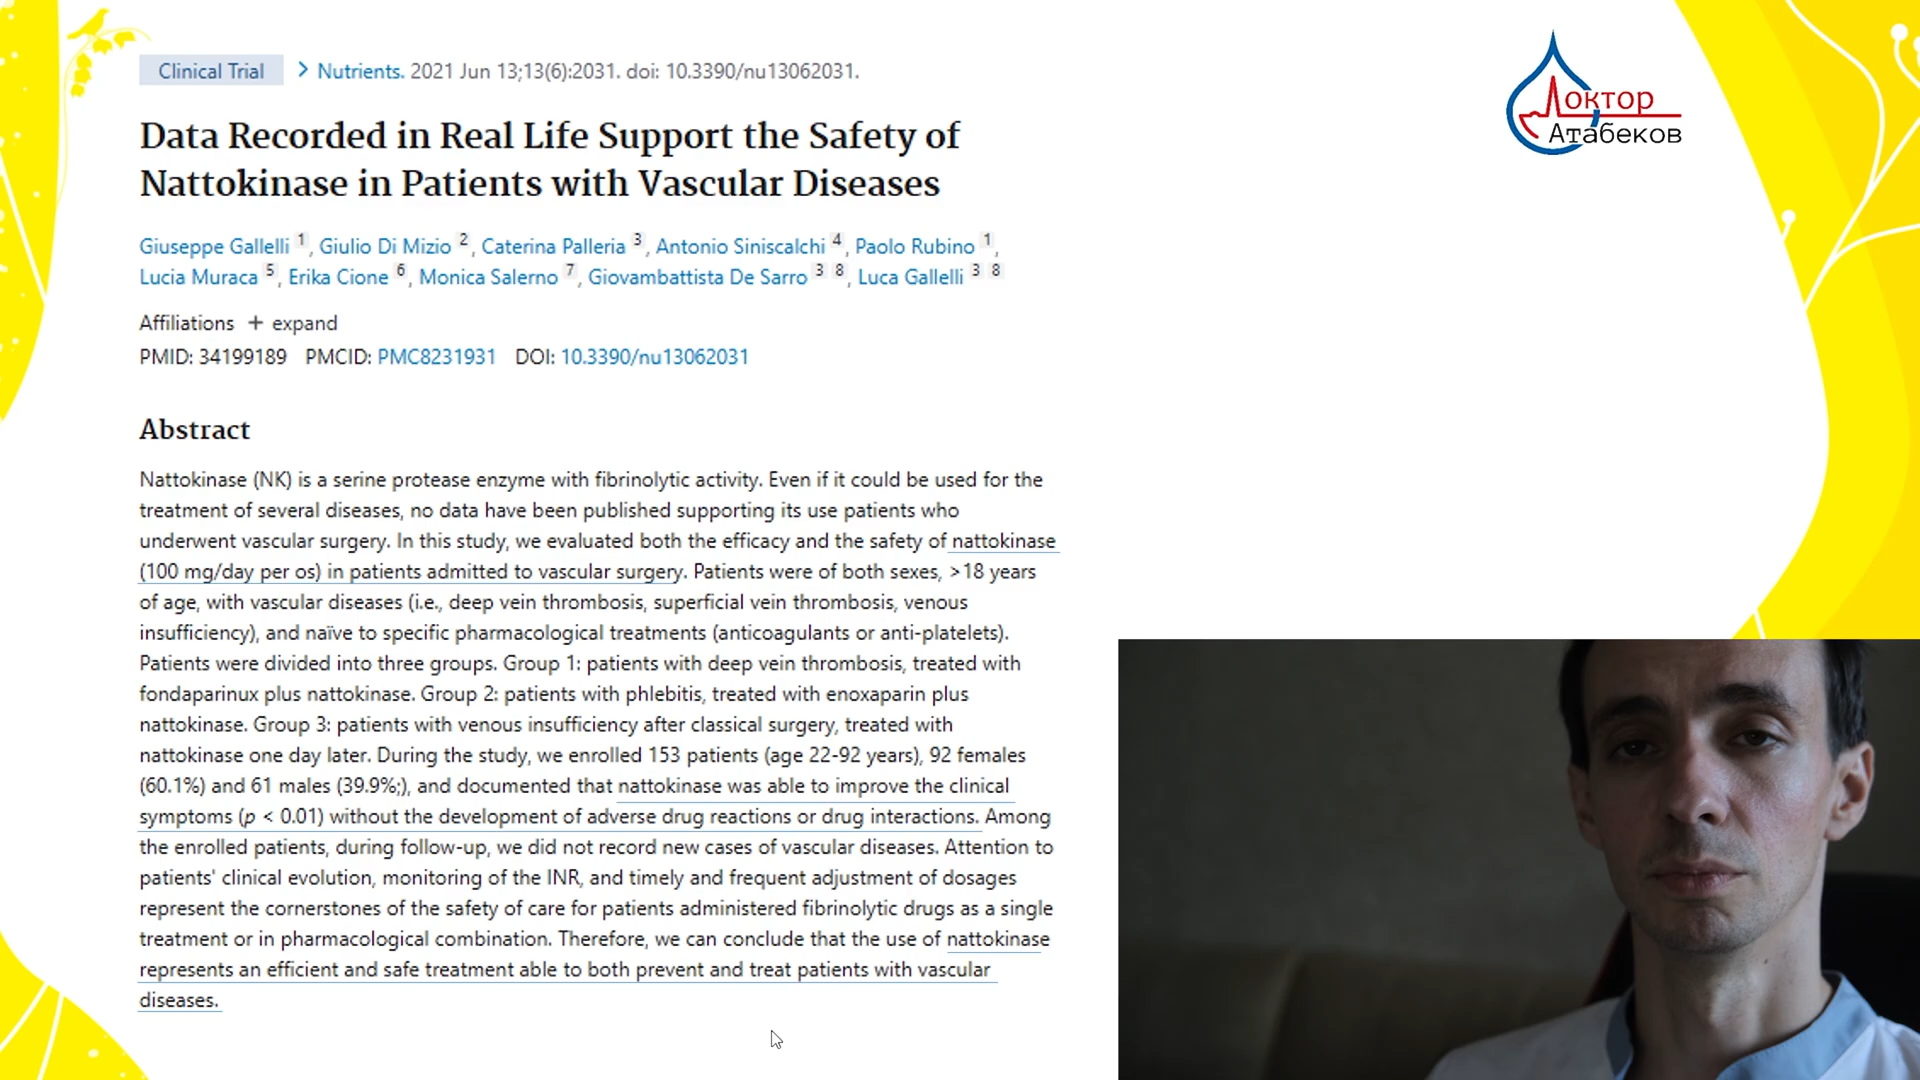 Clinical Trial > Nutrients. 2021 Jun 13;13(6):2031. doi: 10.3390/nu13062031.
Доктор
Атабеков
Data Recorded in Real Life Support the Safety of
Nattokinase in Patients with Vascular Diseases
Giuseppe Gallelli 1, Giulio Di Mizio 2, Caterina Palleria 3, Antonio Siniscalchi 4, Paolo Rubino 1,
Lucia Muraca 5, Erika Cione 6, Monica Salerno 7, Giovambattista De Sarro 3 8, Luca Gallelli 3 8
Affiliations + expand
PMID: 34199189 PMCID: PMC8231931 DOI: 10.3390/nu13062031
Abstract
Nattokinase (NK) is a serine protease enzyme with fibrinolytic activity. Even if it could be used for the
treatment of several diseases, no data have been published supporting its use patients who
underwent vascular surgery. In this study, we evaluated both the efficacy and the safety of nattokinase
(100 mg/day per os) in patients admitted to vascular surgery. Patients were of both sexes, >18 years
of age, with vascular diseases (i.e., deep vein thrombosis, superficial vein thrombosis, venous
insufficiency), and naïve to specific pharmacological treatments (anticoagulants or anti-platelets).
Patients were divided into three groups. Group 1: patients with deep vein thrombosis, treated with
fondaparinux plus nattokinase. Group 2: patients with phlebitis, treated with enoxaparin plus
nattokinase. Group 3: patients with venous insufficiency after classical surgery, treated with
nattokinase one day later. During the study, we enrolled 153 patients (age 22-92 years), 92 females
(60.1%) and 61 males (39.9%;), and documented that nattokinase was able to improve the clinical
symptoms (p < 0.01) without the development of adverse drug reactions or drug interactions. Among
the enrolled patients, during follow-up, we did not record new cases of vascular diseases. Attention to
patients' clinical evolution, monitoring of the INR, and timely and frequent adjustment of dosages
represent the cornerstones of the safety of care for patients administered fibrinolytic drugs as a single
treatment or in pharmacological combination. Therefore, we can conclude that the use of nattokinase
represents an efficient and safe treatment able to both prevent and treat patients with vascular
diseases.